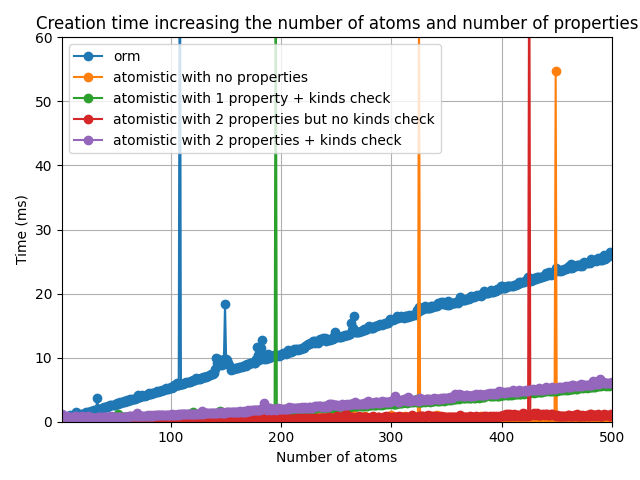 Creation time increasing the number of atoms and number of properties
60
50
40
30
20
10
0
Time (ms)
orm
atomistic with no properties
atomistic with 1 property + kinds check
atomistic with 2 properties but no kinds check
atomistic with 2 properties + kinds check
100 200 300 400 500
Number of atoms